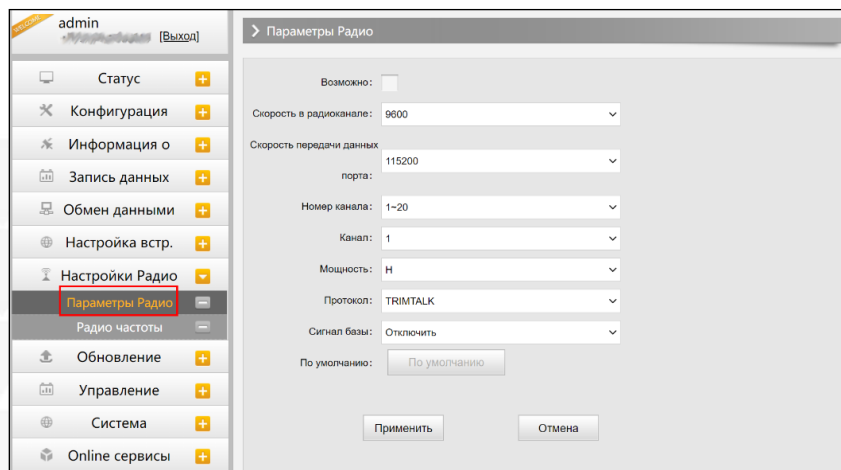 WELCOME
admin
[Выход]
Статус
Конфигурация
Информация о
Запись данных
Обмен данными
Настройка встр.
Настройки Радио
Параметры Радио
Радио частоты
Обновление
Управление
Система
Online сервисы
Параметры Радио
Возможно:
Скорость в радиоканале: 9600
Скорость передачи данных
порта: 115200
Номер канала: 1~20
Канал: 1
Мощность: H
Протокол: TRIMTALK
Сигнал базы: Отключить
По умолчанию: По умолчанию
Применить Отмена